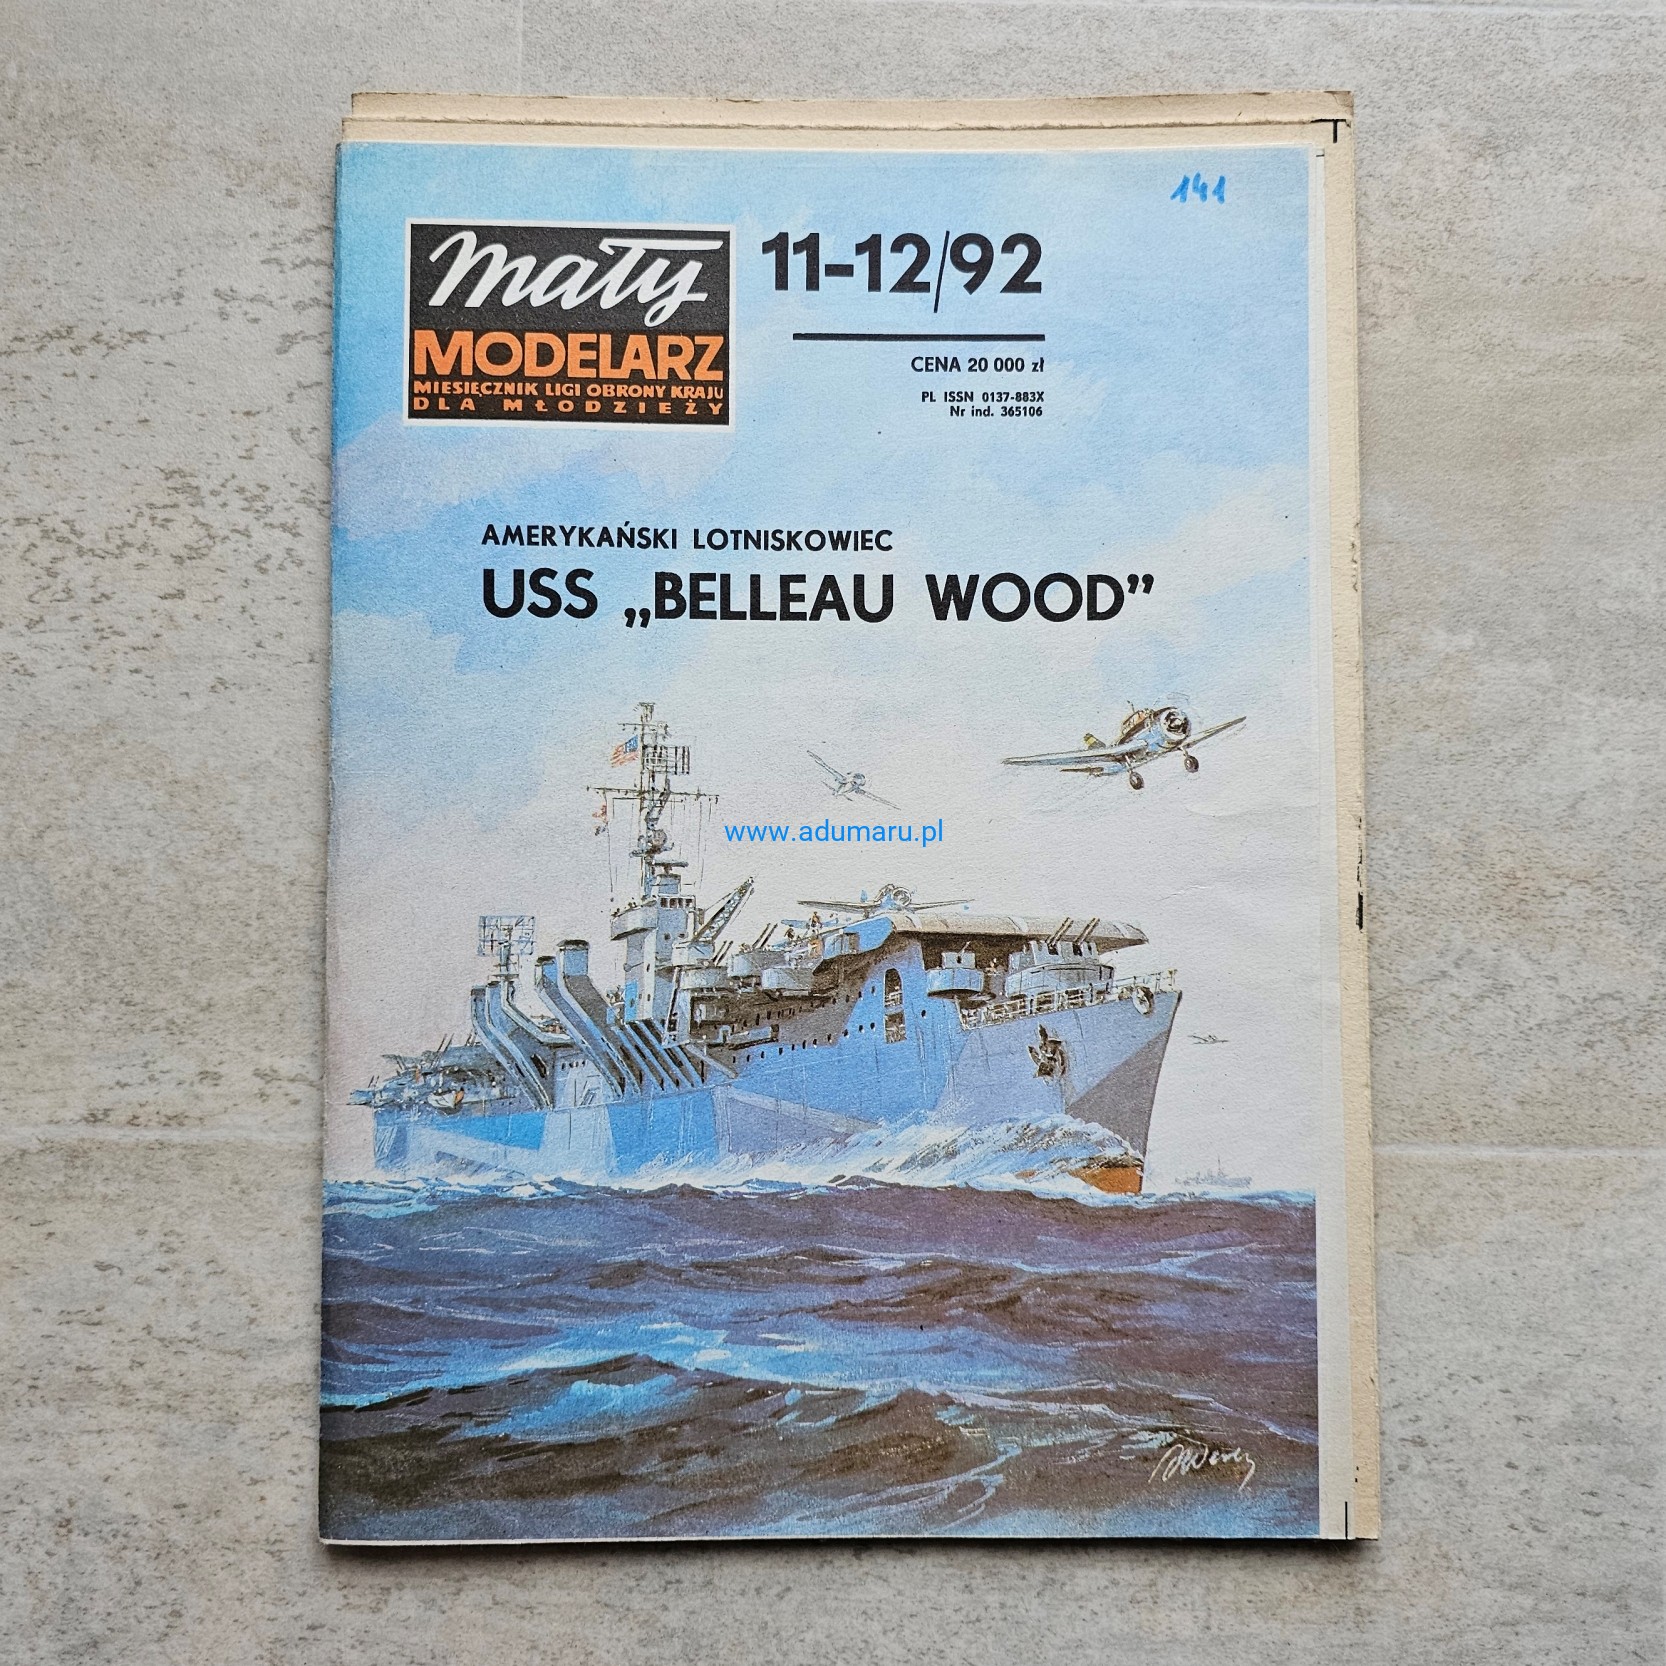 141
Mały
MODELARZ
MIESIĘCZNIK LIGI OBRONY KRAJU
DLA MŁODZIEŻY
11-12/92
CENA 20 000 zł
PL ISSN 0137-883X
Nr ind. 365106
AMERYKAŃSKI LOTNISKOWIEC
USS „BELLEAU WOOD”
www.adumaru.pl